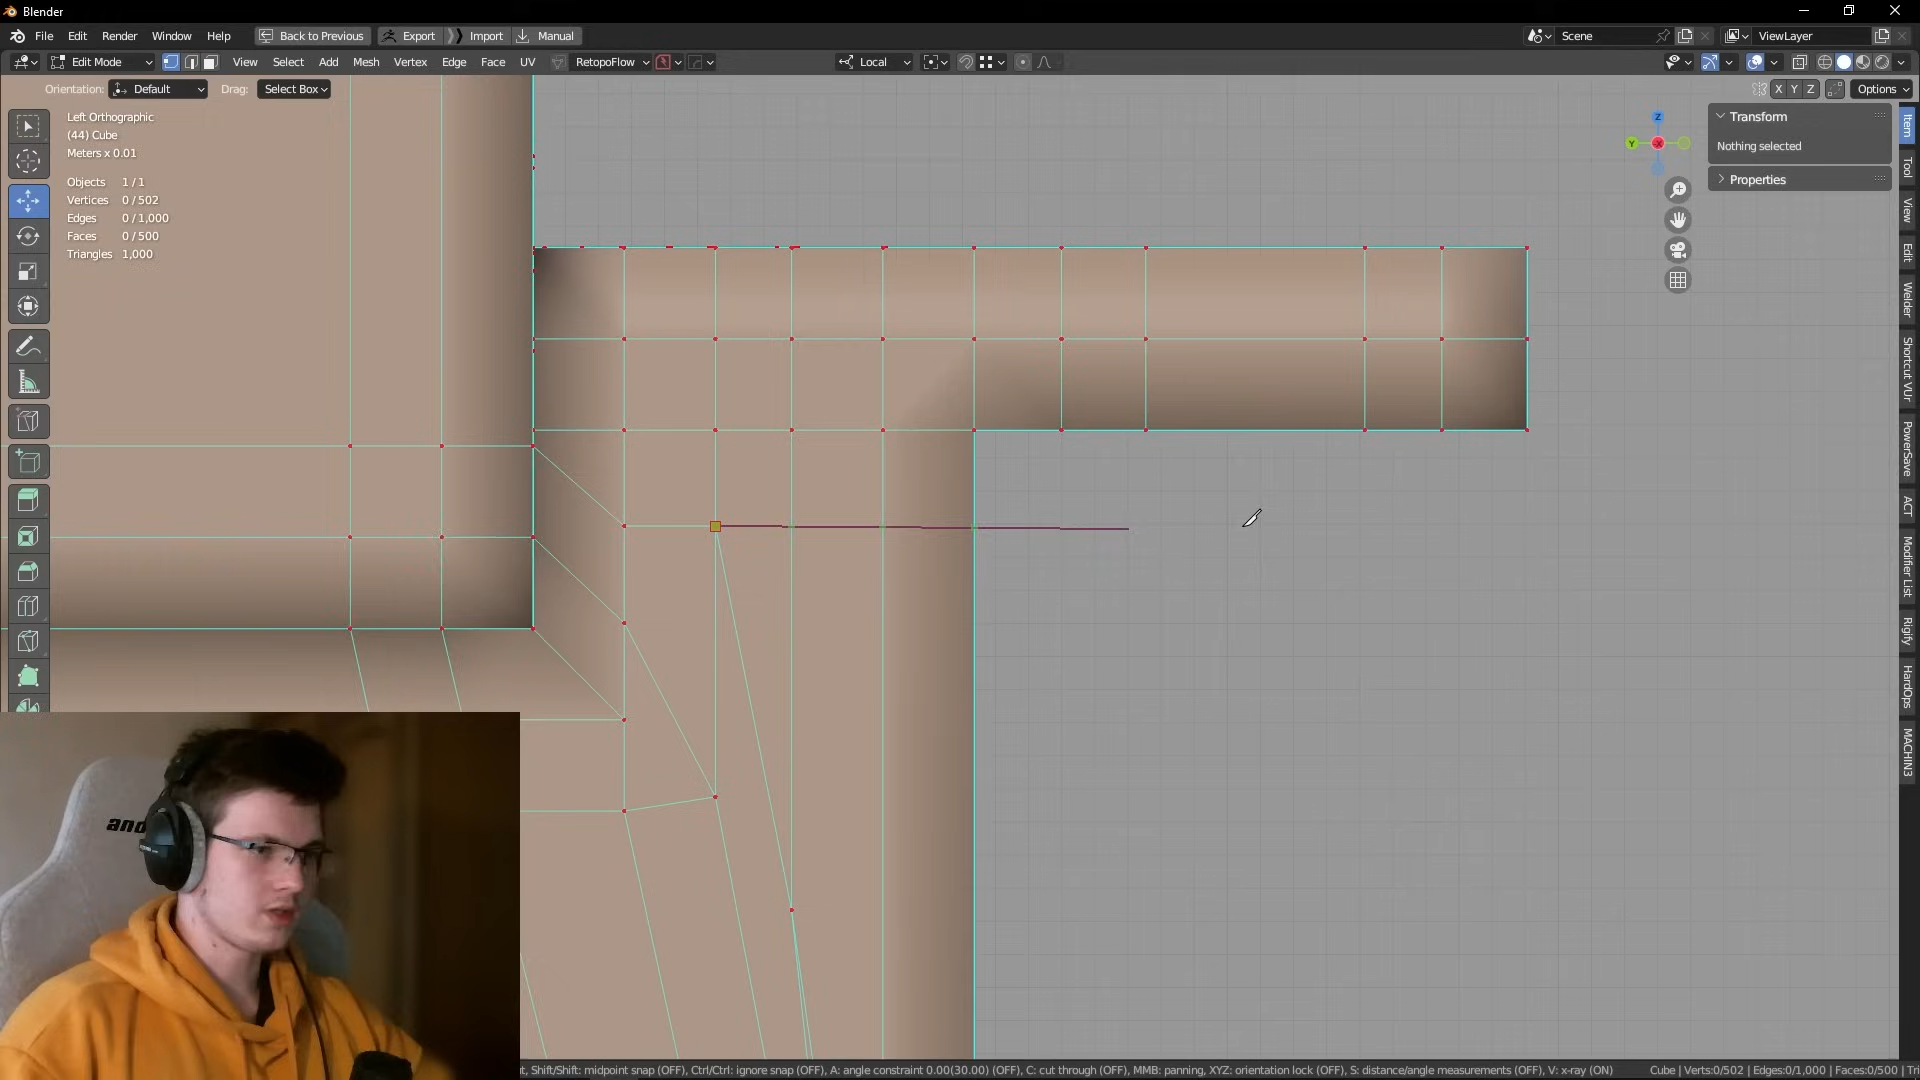 Blender
File Edit Render Window Help Back to Previous Export Import Manual Scene ViewLayer
Edit Mode View Select Add Mesh Vertex Edge Face UV RetopoFlow Local
Orientation: Default Drag: Select Box X Y Z Options
Left Orthographic
(44) Cube
Meters x 0.01
Objects 1 / 1
Vertices 0 / 502
Edges 0 / 1,000
Faces 0 / 500
Triangles 1,000
Z
Y
-X
Transform
Nothing selected
Properties
Item
Tool
View
Edit
Welder
Shortcut VUr
PowerSave
ACT
Modifier List
Rigify
HardOps
MACHIN3
and
Shift/Shift: midpoint snap (OFF), Ctrl/Ctrl: ignore snap (OFF), A: angle constraint 0.00(30.00) (OFF), C: cut through (OFF), MMB: panning, XYZ: orientation lock (OFF), S: distance/angle measurements (OFF), V: x-ray (ON) Cube | Verts:0/502 | Edges:0/1,000 | Faces:0/500 | Tri